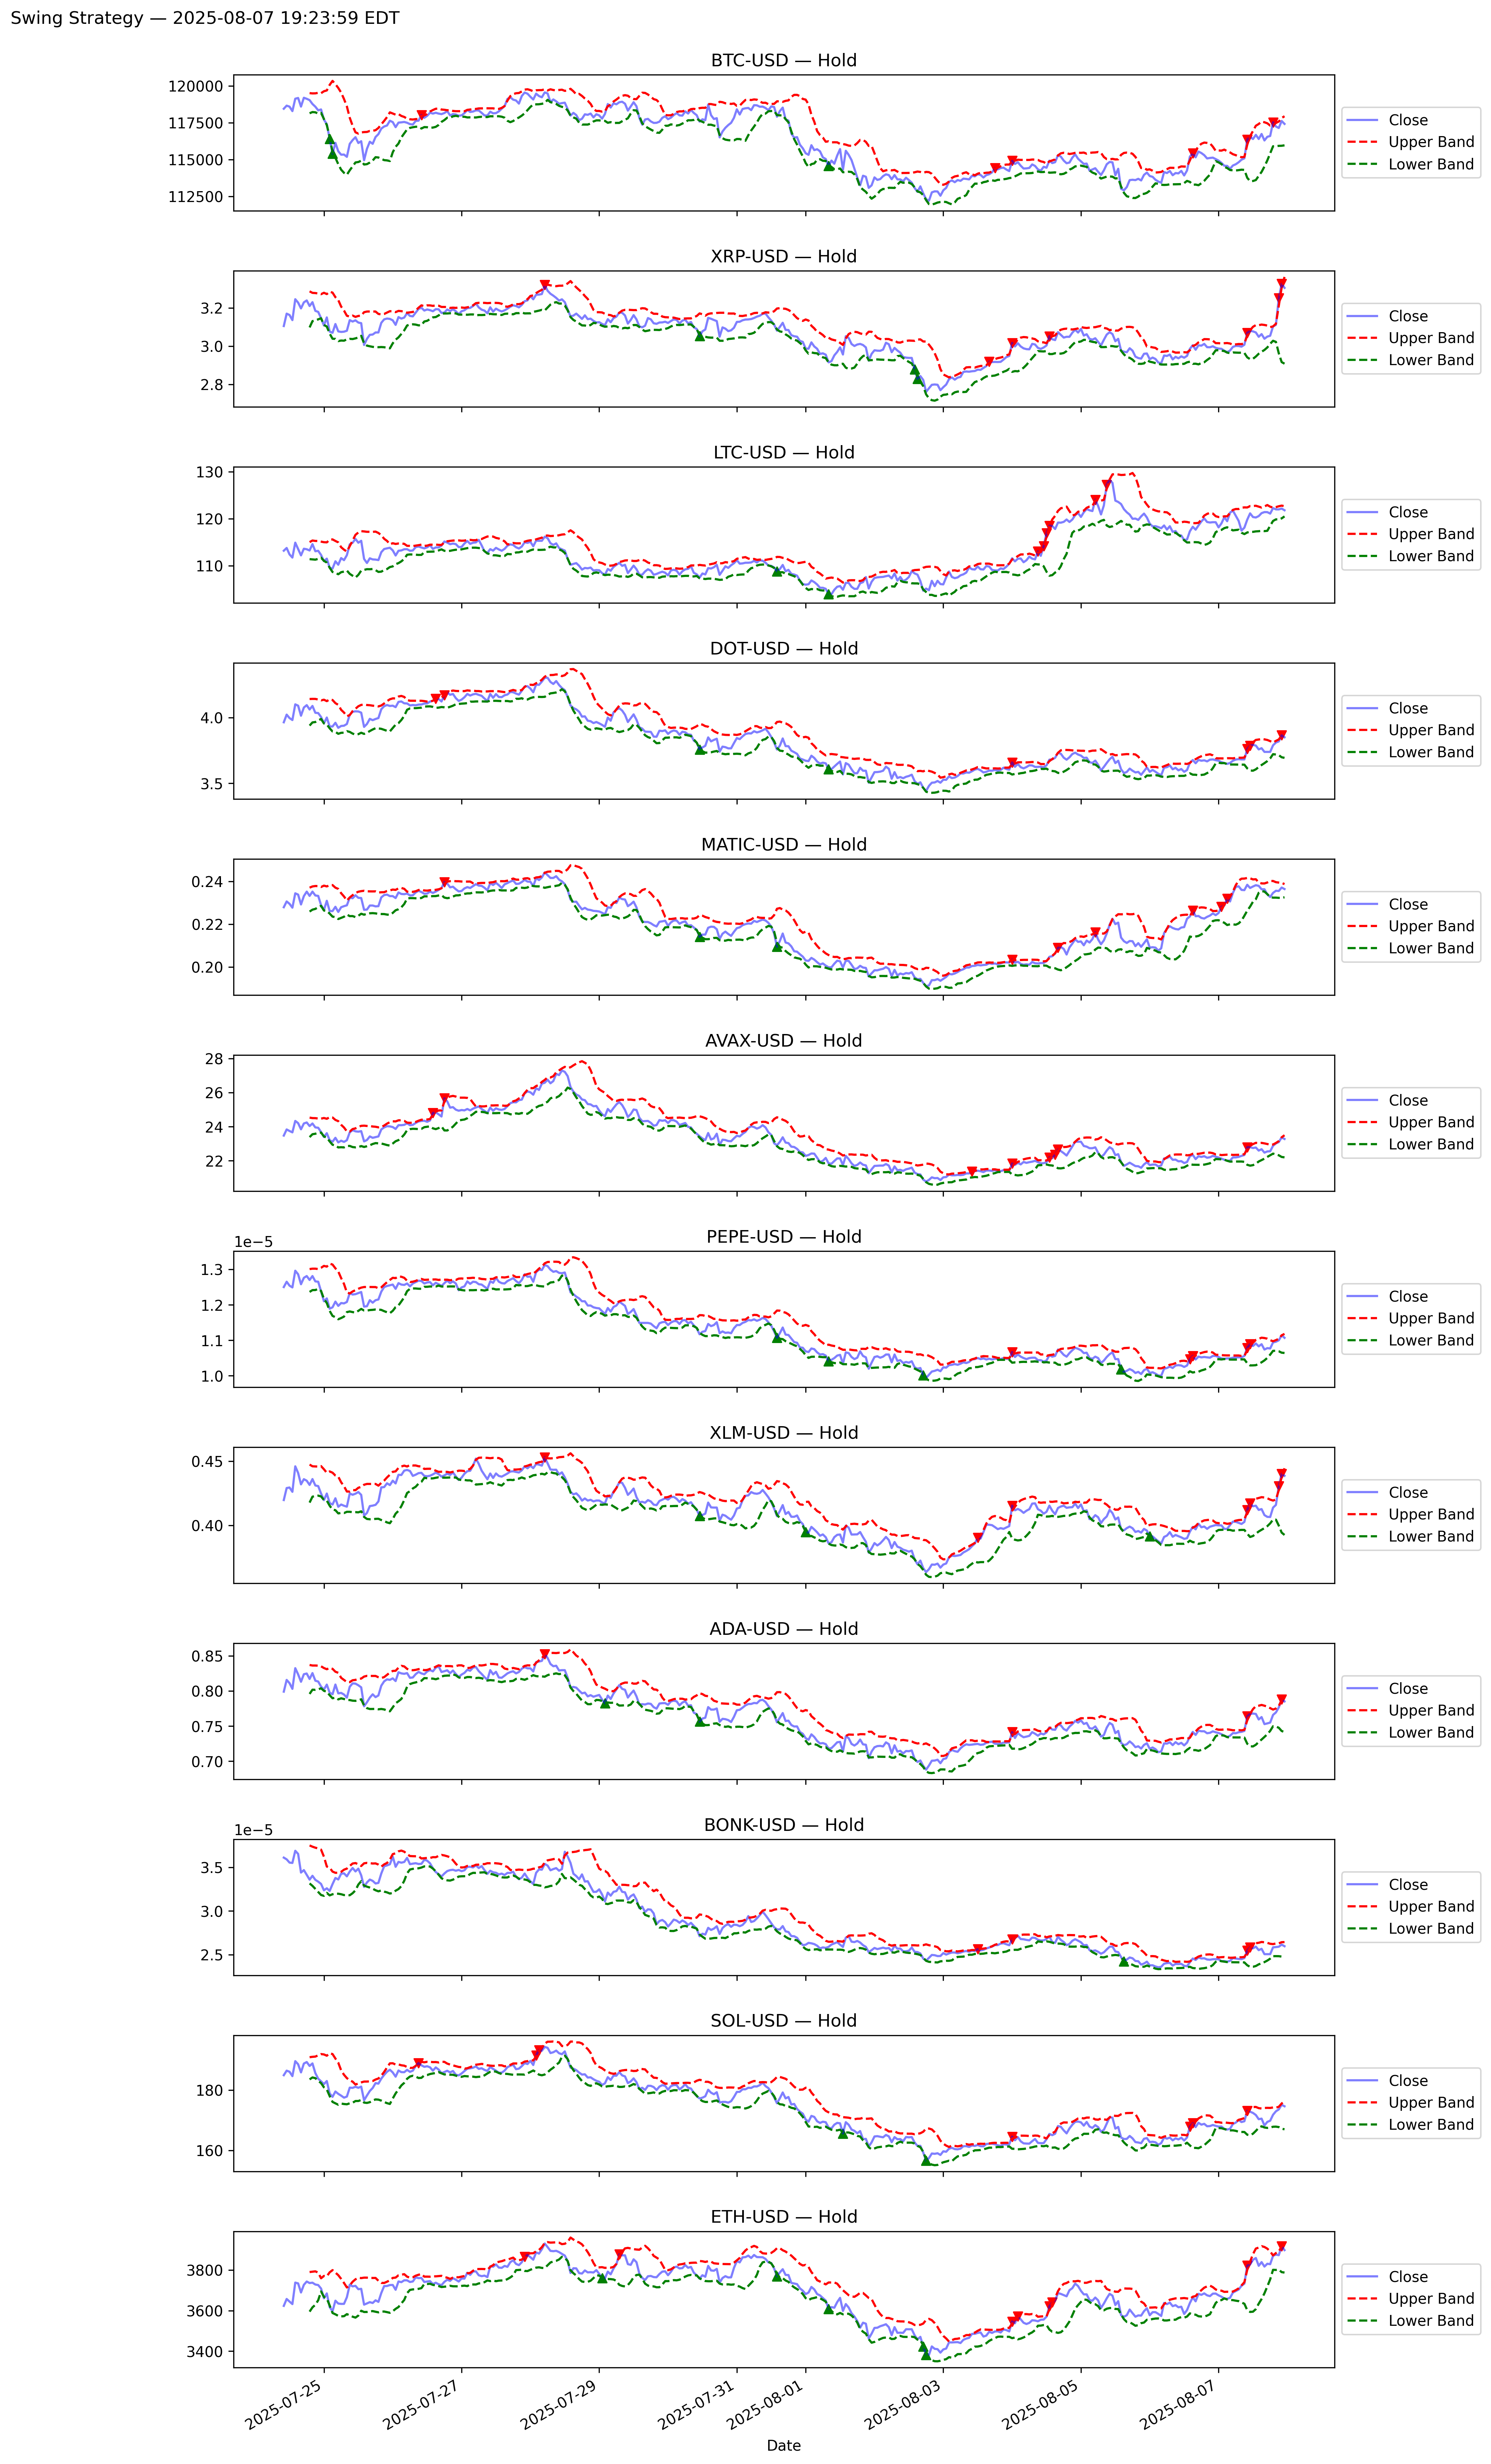 Swing Strategy — 2025-08-07 19:23:59 EDT
BTC-USD — Hold
120000
117500
115000
112500
Close
Upper Band
Lower Band
XRP-USD — Hold
3.2
3.0
2.8
Close
Upper Band
Lower Band
LTC-USD — Hold
130
120
110
Close
Upper Band
Lower Band
DOT-USD — Hold
4.0
3.5
Close
Upper Band
Lower Band
MATIC-USD — Hold
0.24
0.22
0.20
Close
Upper Band
Lower Band
AVAX-USD — Hold
28
26
24
22
Close
Upper Band
Lower Band
PEPE-USD — Hold
1e−5
1.3
1.2
1.1
1.0
Close
Upper Band
Lower Band
XLM-USD — Hold
0.45
0.40
Close
Upper Band
Lower Band
ADA-USD — Hold
0.85
0.80
0.75
0.70
Close
Upper Band
Lower Band
BONK-USD — Hold
1e−5
3.5
3.0
2.5
Close
Upper Band
Lower Band
SOL-USD — Hold
180
160
Close
Upper Band
Lower Band
ETH-USD — Hold
3800
3600
3400
Close
Upper Band
Lower Band
2025-07-25
2025-07-27
2025-07-29
2025-07-31
2025-08-01
2025-08-03
2025-08-05
2025-08-07
Date